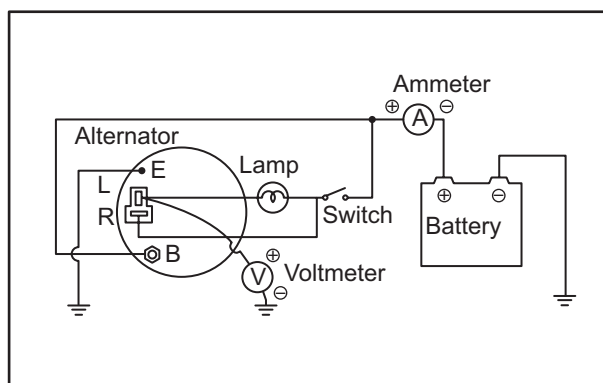 Ammeter
⊕ A ⊖
Alternator
E
Lamp
L
R
Switch
⊕ ⊖
Battery
B
⊕
V Voltmeter
⊖